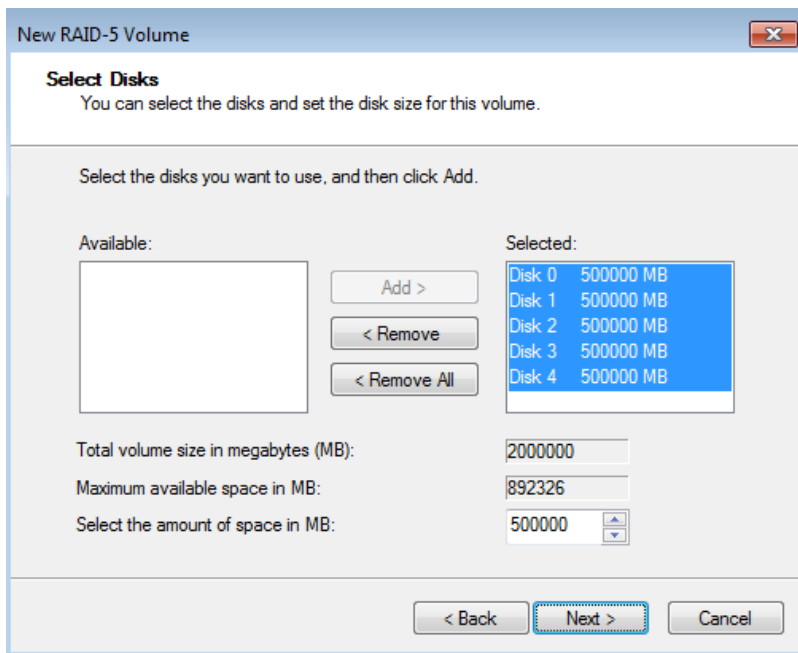 New RAID-5 Volume
Select Disks
You can select the disks and set the disk size for this volume.
Select the disks you want to use, and then click Add.
Available:
Selected:
Add >
< Remove
< Remove All
Disk 0 500000 MB
Disk 1 500000 MB
Disk 2 500000 MB
Disk 3 500000 MB
Disk 4 500000 MB
Total volume size in megabytes (MB): 2000000
Maximum available space in MB: 892326
Select the amount of space in MB: 500000
< Back Next > Cancel